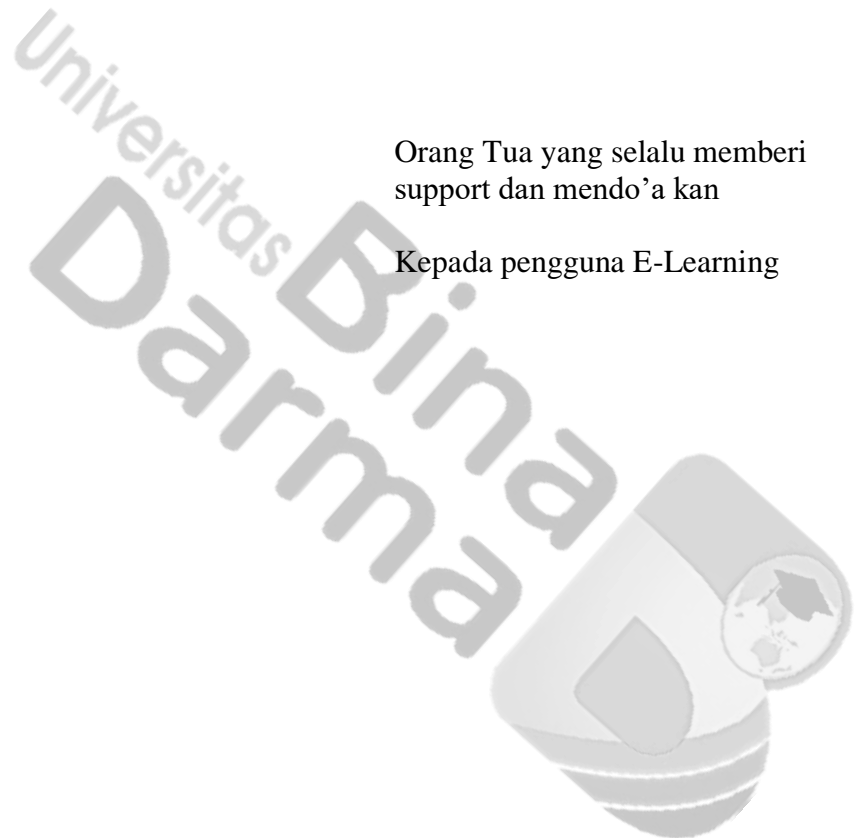 Universitas
Bina
Darma
Orang Tua yang selalu memberi
support dan mendo’a kan
Kepada pengguna E-Learning